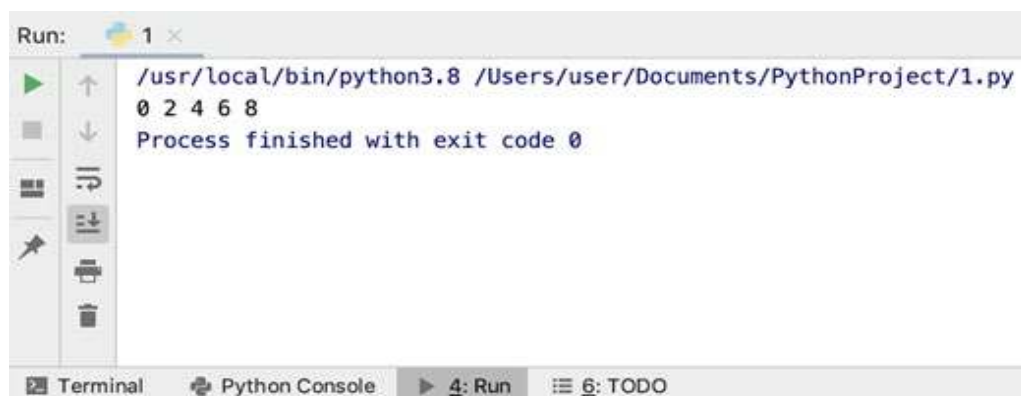 Run: 1
/usr/local/bin/python3.8 /Users/user/Documents/PythonProject/1.py
0 2 4 6 8
Process finished with exit code 0
Terminal Python Console 4: Run 6: TODO